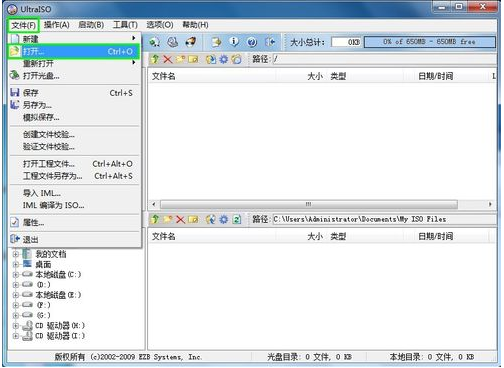 UltraISO
文件(F) 操作(A) 启动(B) 工具(T) 选项(O) 帮助(H)
大小总计: 0KB 0% of 650MB - 650MB free
新建
打开... Ctrl+O
重新打开
打开光盘...
保存 Ctrl+S
另存为...
模拟保存...
创建文件校验...
验证文件校验...
打开工程文件... Ctrl+Alt+O
工程文件另存为... Ctrl+Alt+S
导入 IML...
IML 编译为 ISO...
属性...
退出
路径: /
文件名 大小 类型 日期/时间 L
路径: C:\Users\Administrator\Documents\My ISO Files
文件名 大小 类型 日期/时间
我的文档
桌面
本地磁盘(C:)
(D:)
本地磁盘(E:)
(F:)
(G:)
CD 驱动器(H:)
CD 驱动器(I:)
版权所有 (c)2002-2009 EZB Systems, Inc. 光盘目录: 0 文件, 0 KB 本地目录: 0 文件, 0 KB